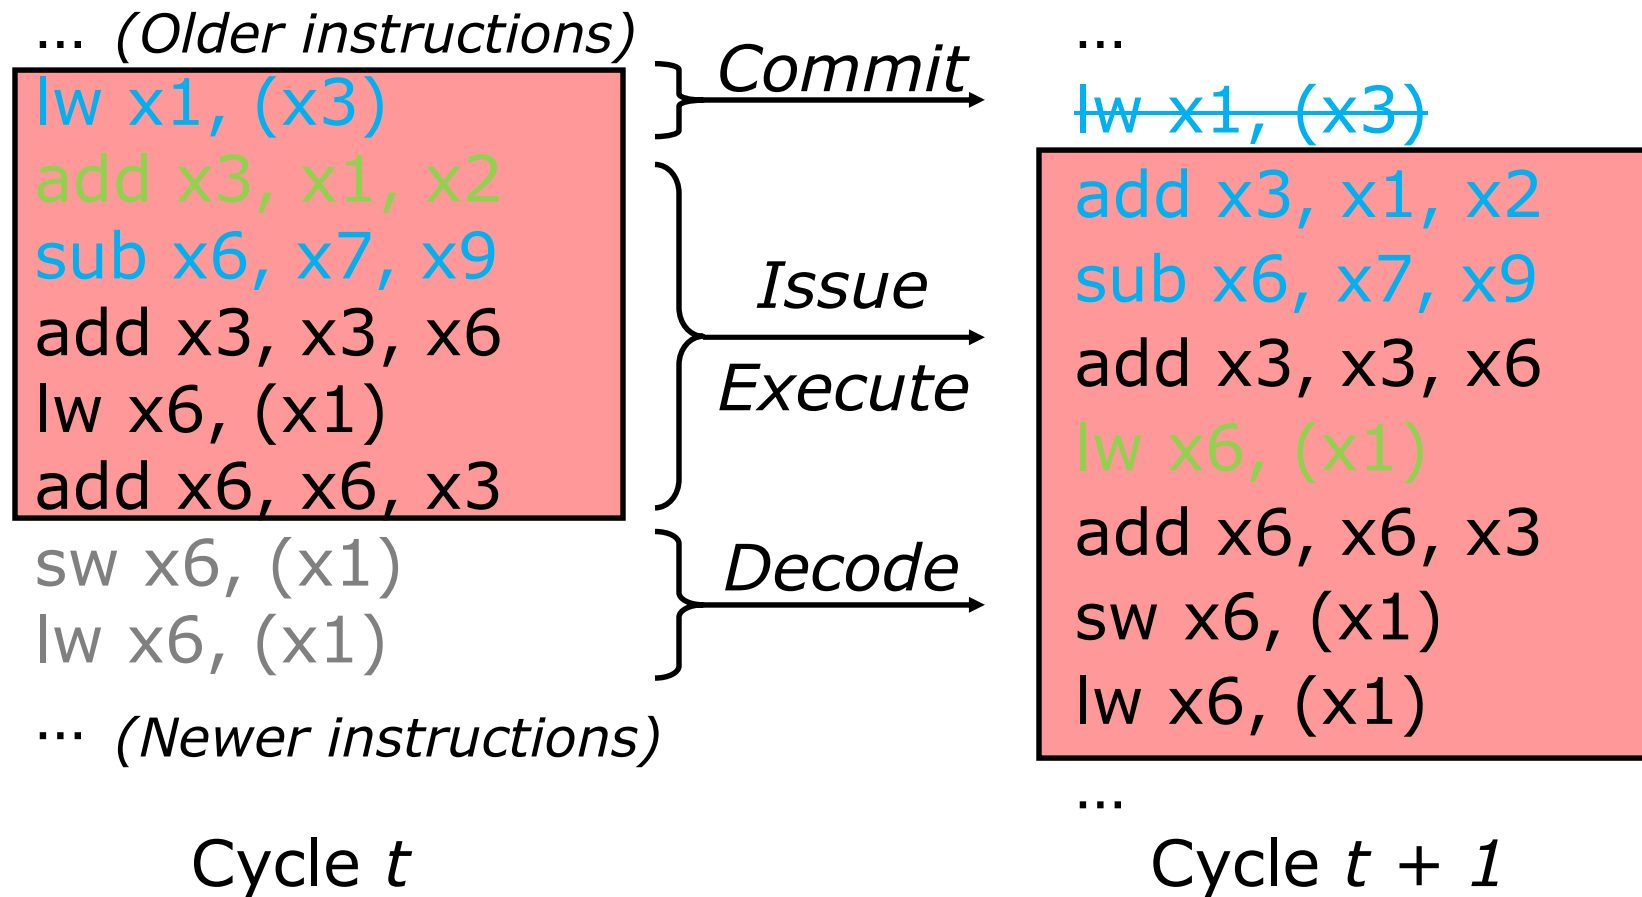 ... (Older instructions)
lw x1, (x3)
add x3, x1, x2
sub x6, x7, x9
add x3, x3, x6
lw x6, (x1)
add x6, x6, x3
sw x6, (x1)
lw x6, (x1)
... (Newer instructions)
Cycle t
Commit
Issue
Execute
Decode
...
lw x1, (x3)
add x3, x1, x2
sub x6, x7, x9
add x3, x3, x6
lw x6, (x1)
add x6, x6, x3
sw x6, (x1)
lw x6, (x1)
...
Cycle t + 1